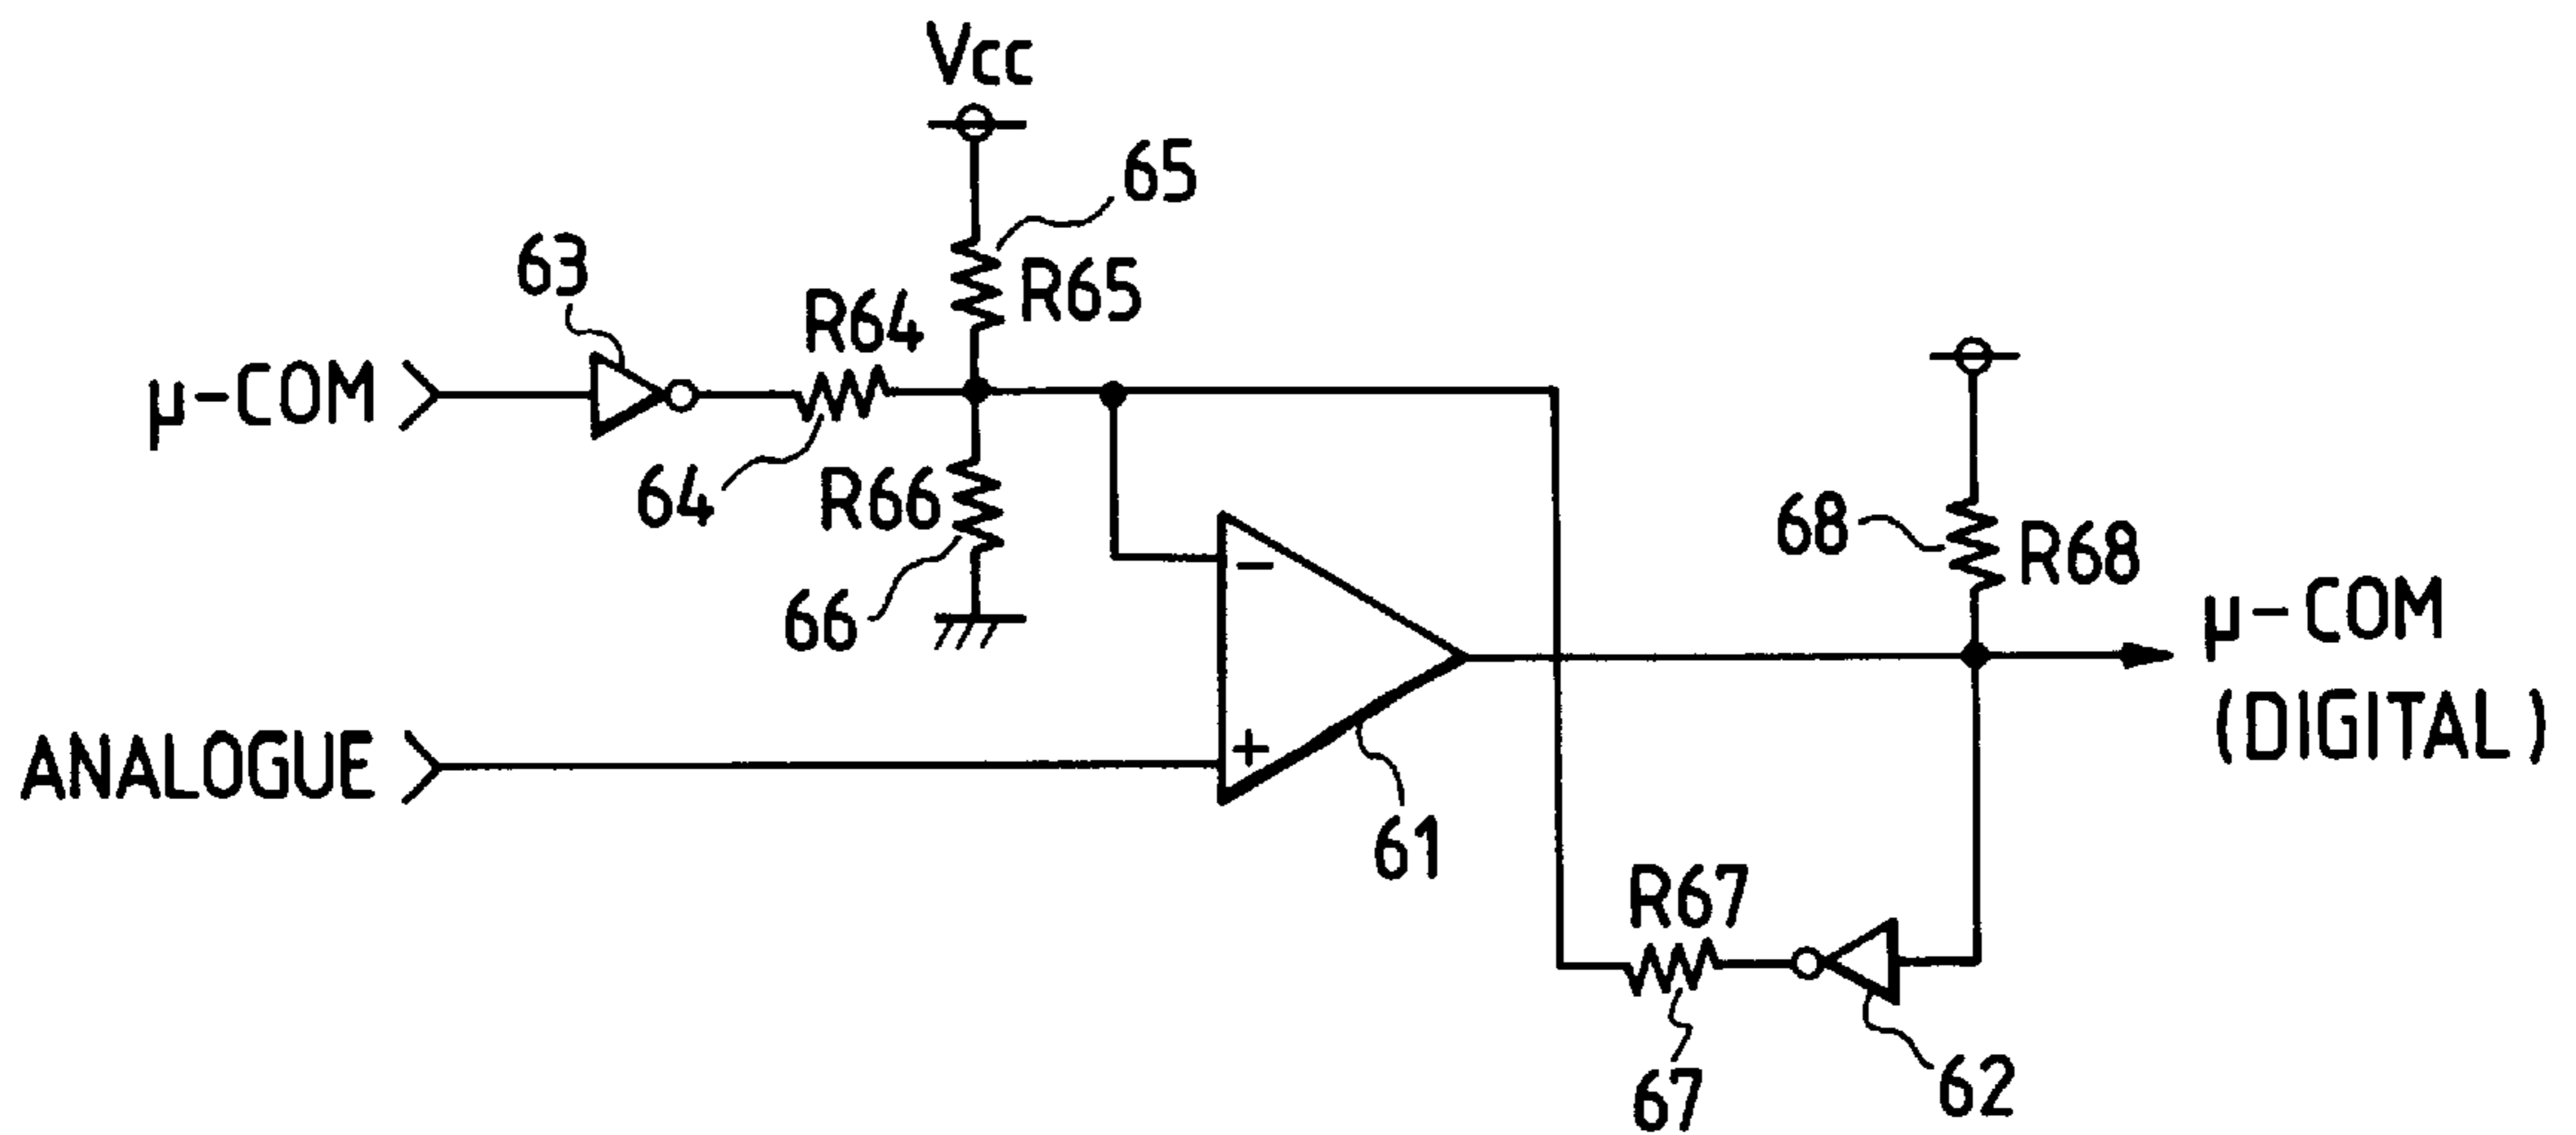 Vcc
65
63
R64
R65
μ-COM
64
R66
68
R68
66
μ-COM
(DIGITAL)
ANALOGUE
−
+
61
R67
67
62